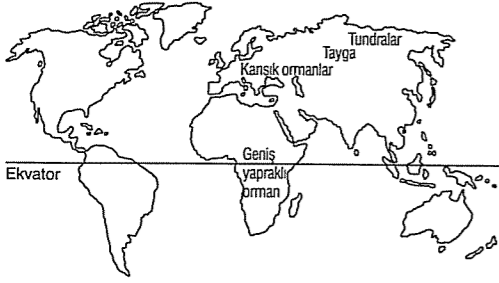 Tundralar
Tayga
Karışık ormanlar
Geniş
yapraklı
orman
Ekvator